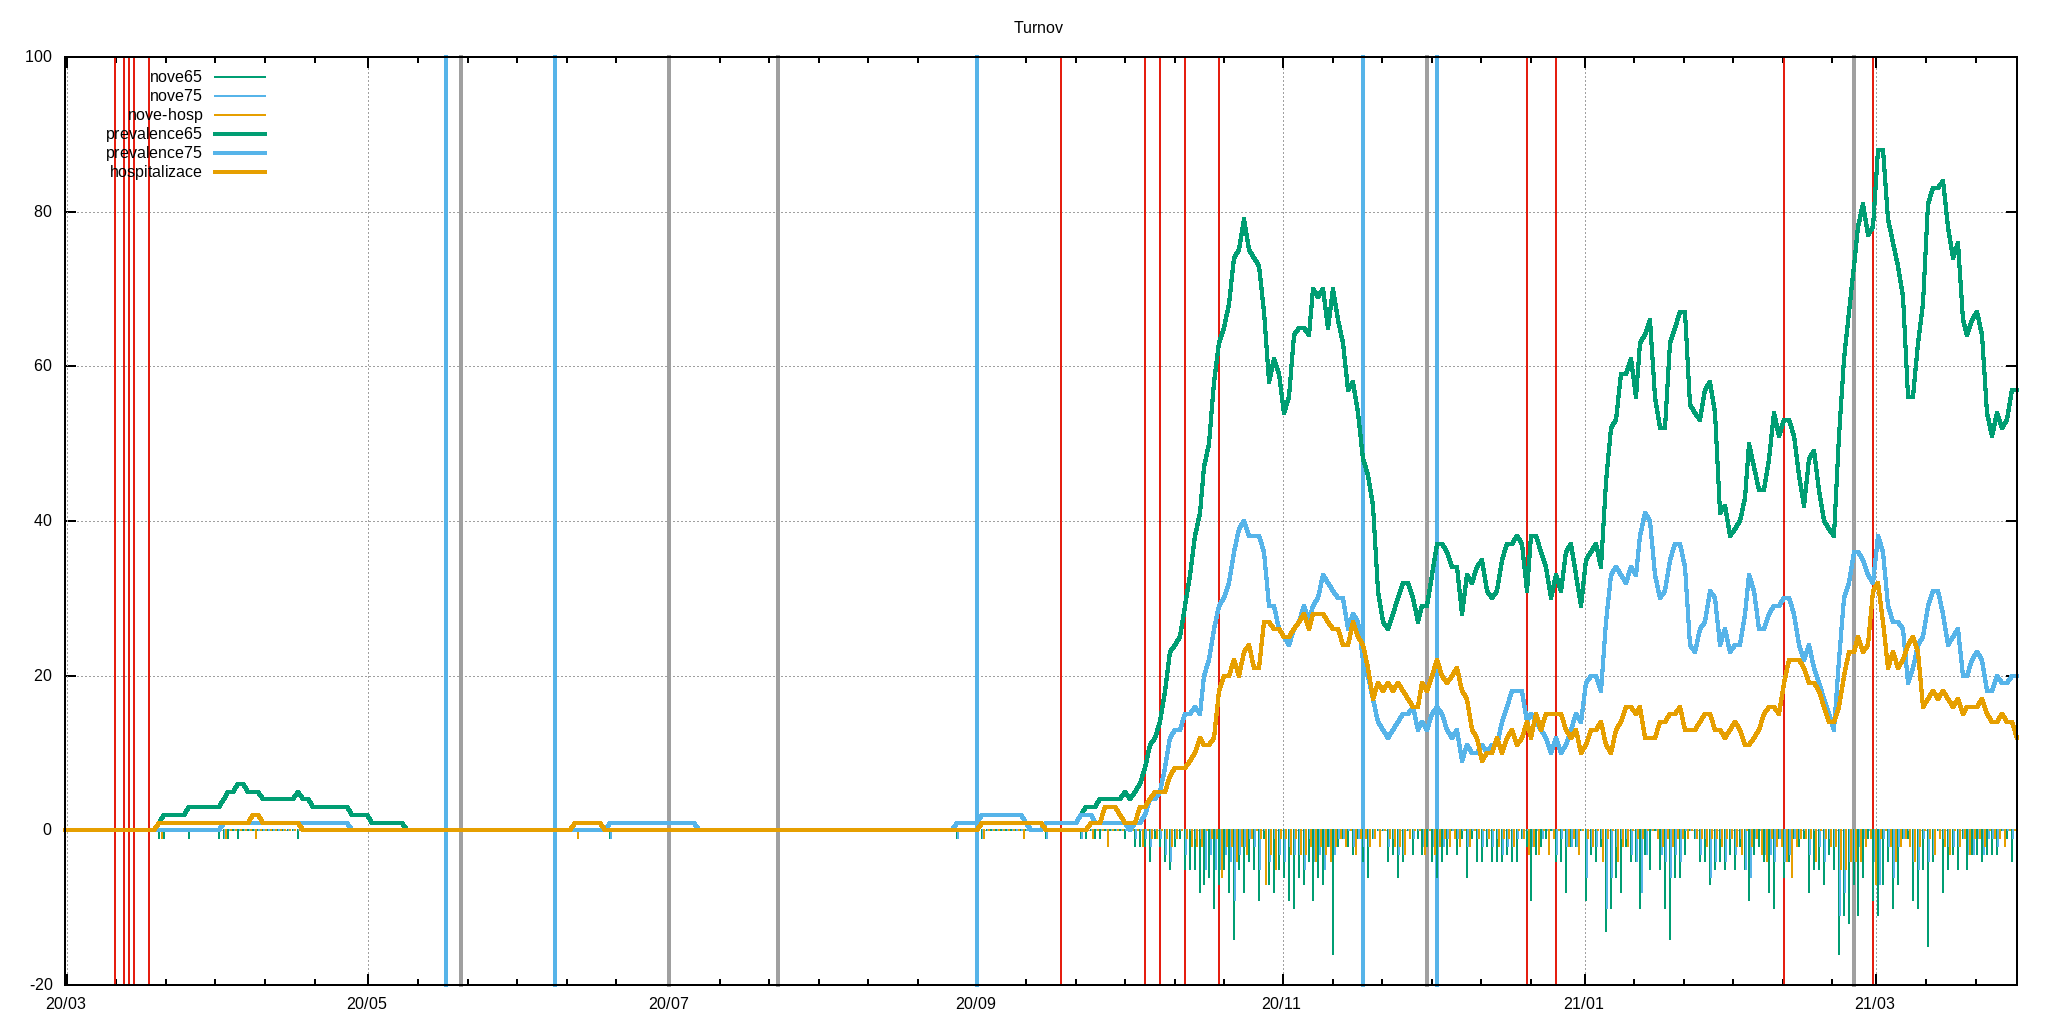 Turnov
100
80
60
40
20
0
-20
nove65
nove75
nove-hosp
prevalence65
prevalence75
hospitalizace
20/03 20/05 20/07 20/09 20/11 21/01 21/03